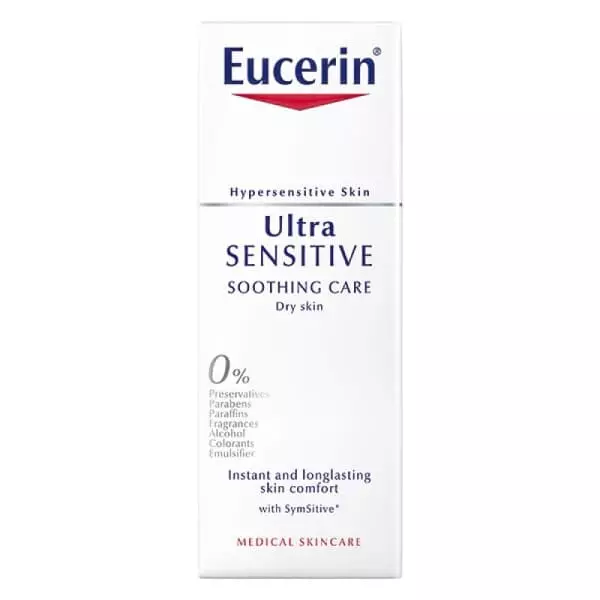 Eucerin®
Hypersensitive Skin
Ultra
SENSITIVE
SOOTHING CARE
Dry skin
0%
Preservatives
Parabens
Paraffins
Fragrances
Alcohol
Colorants
Emulsifier
Instant and longlasting
skin comfort
with SymSitive*
MEDICAL SKINCARE